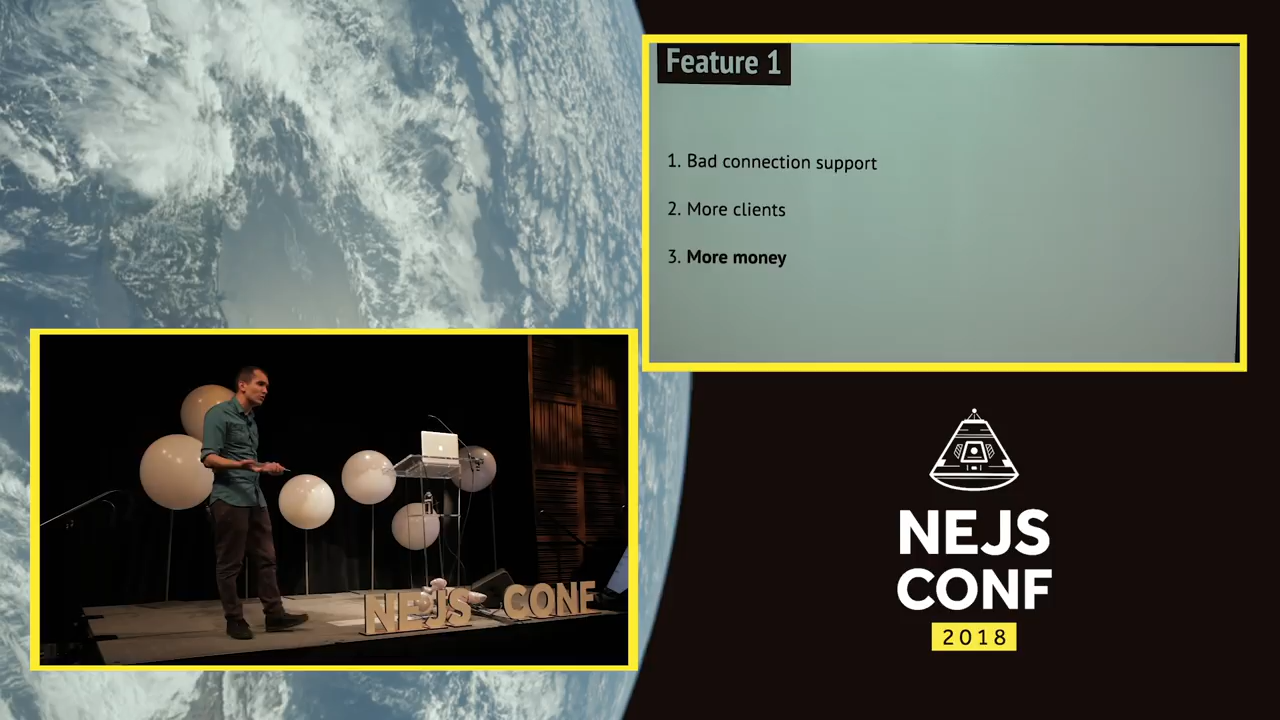 Feature 1
1. Bad connection support
2. More clients
3. More money
NEJS CONF
NEJS
CONF
2018